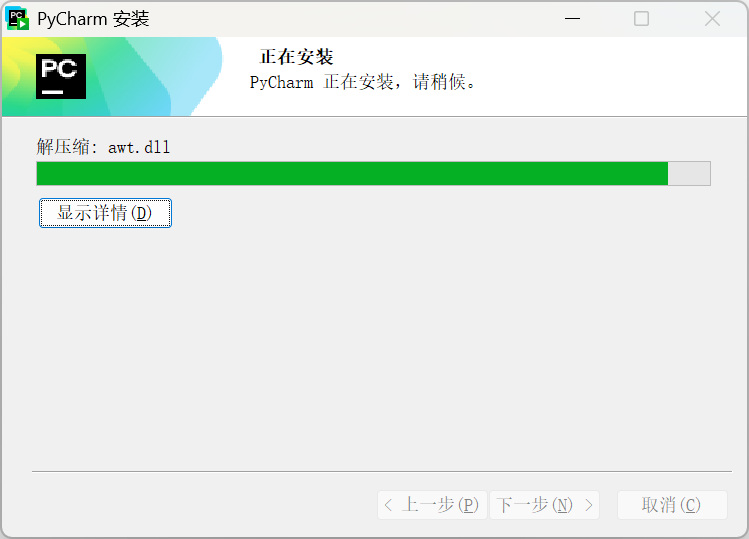 PyCharm 安装
PC
正在安装
PyCharm 正在安装，请稍候。
解压缩: awt.dll
显示详情(D)
< 上一步(P) 下一步(N) > 取消(C)